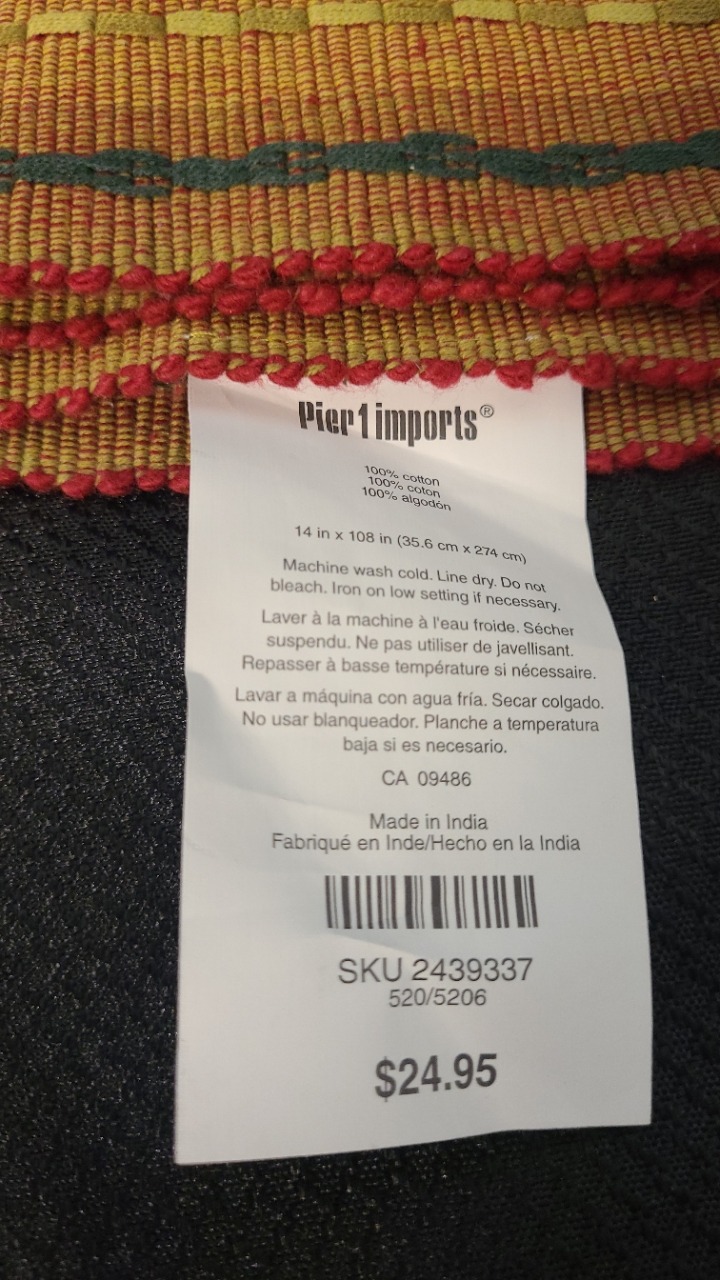 Pier 1 imports®
100% cotton
100% coton
100% algodón
14 in x 108 in (35.6 cm x 274 cm)
Machine wash cold. Line dry. Do not
bleach. Iron on low setting if necessary.
Laver à la machine à l'eau froide. Sécher
suspendu. Ne pas utiliser de javellisant.
Repasser à basse température si nécessaire.
Lavar a máquina con agua fría. Secar colgado.
No usar blanqueador. Planche a temperatura
baja si es necesario.
CA 09486
Made in India
Fabriqué en Inde/Hecho en la India
SKU 2439337
520/5206
$24.95